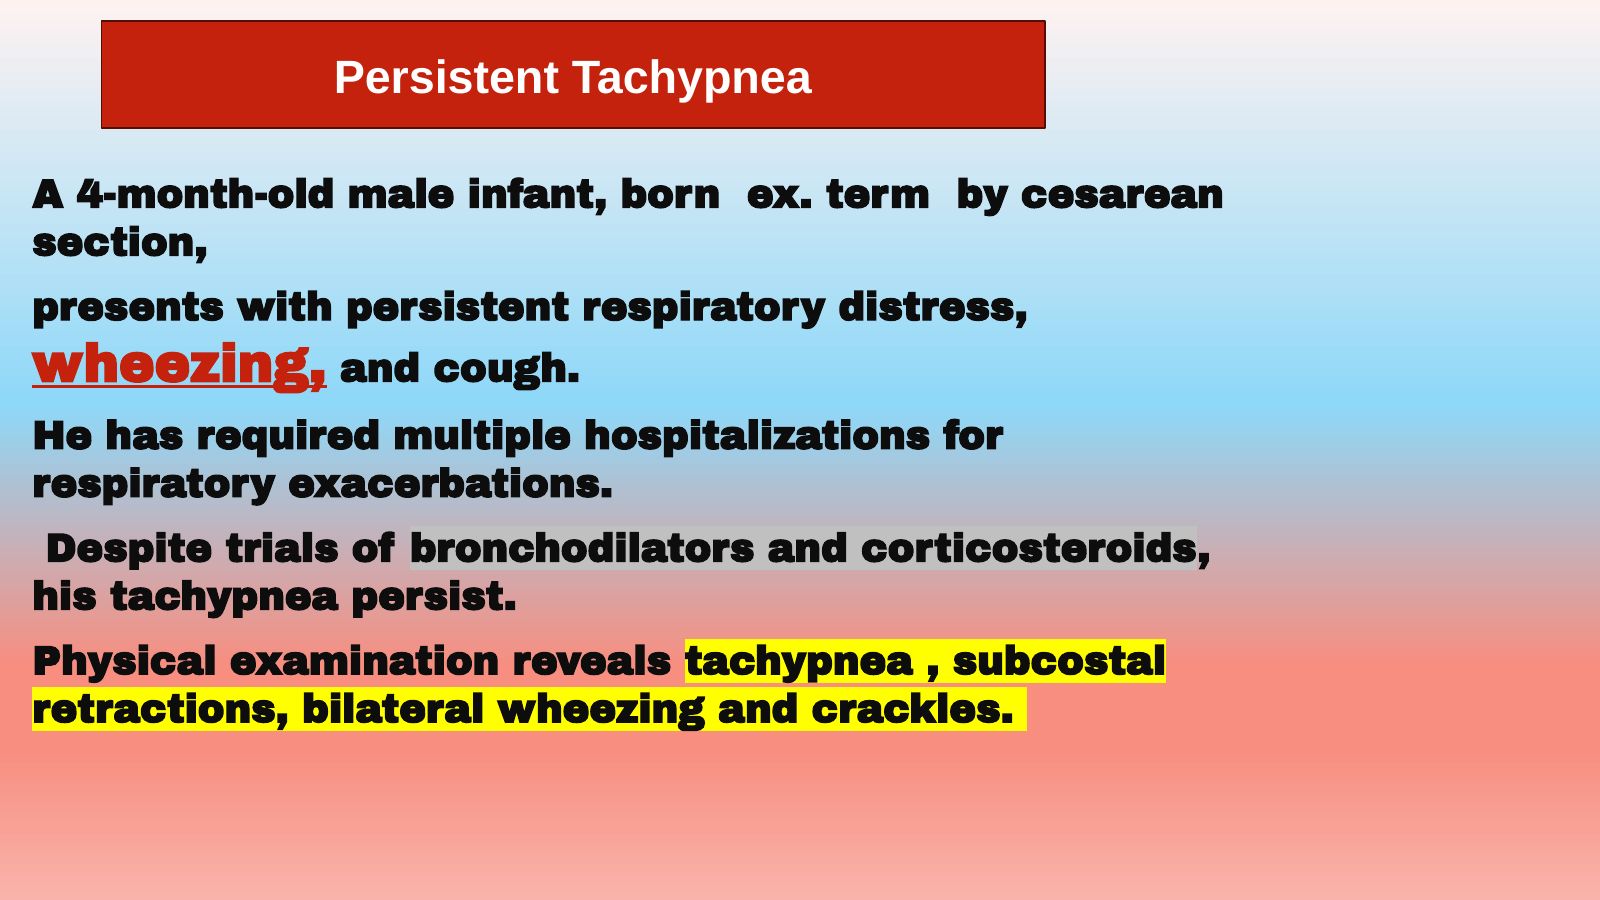 Persistent Tachypnea
A 4-month-old male infant, born  ex. term  by cesarean
section,
presents with persistent respiratory distress,
wheezing, and cough.
He has required multiple hospitalizations for
respiratory exacerbations.
Despite trials of bronchodilators and corticosteroids,
his tachypnea persist.
Physical examination reveals tachypnea , subcostal
retractions, bilateral wheezing and crackles.